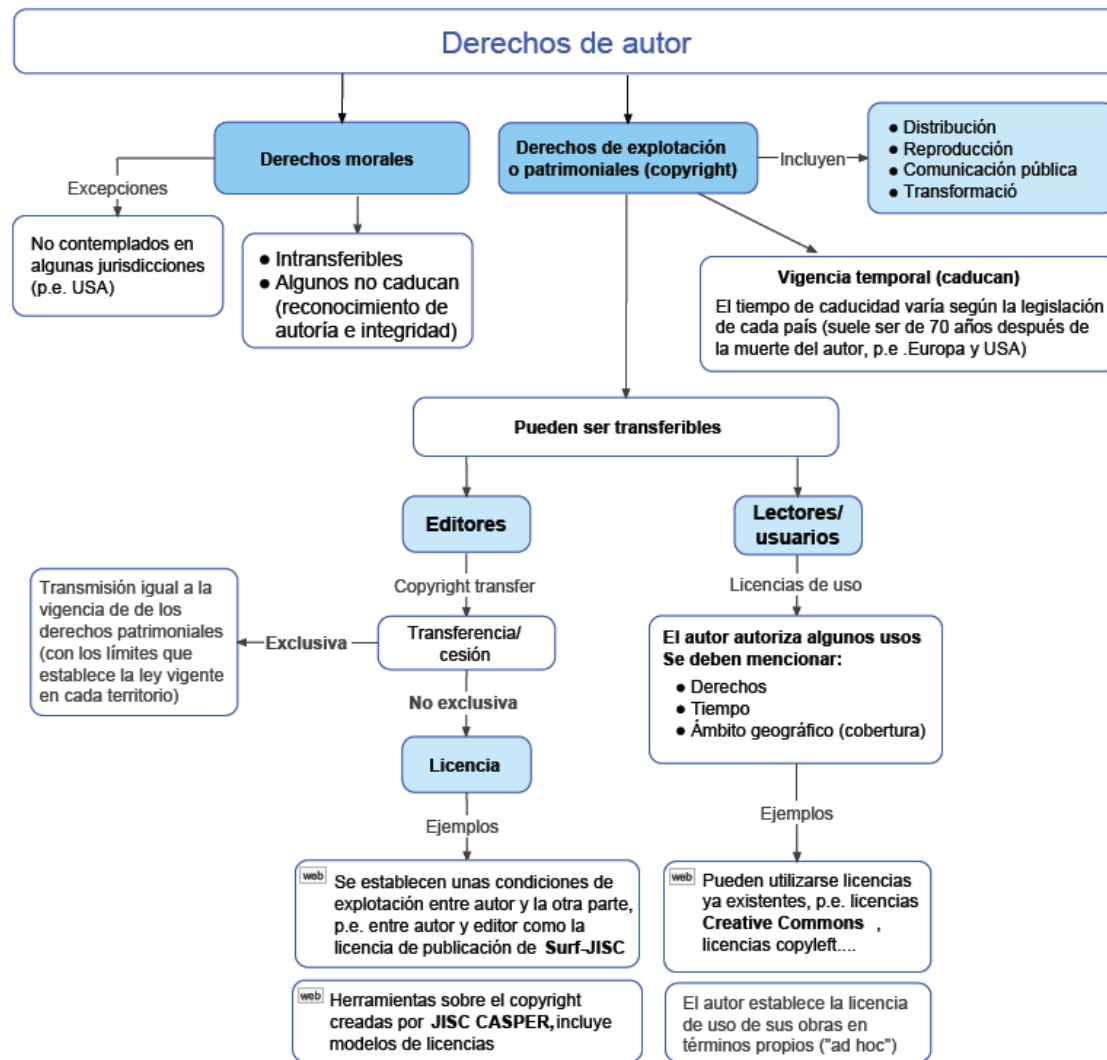 Derechos de autor
Derechos morales
Derechos de explotación
o patrimoniales (copyright)
Incluyen
● Distribución
● Reproducción
● Comunicación pública
● Transformació
Excepciones
No contemplados en
algunas jurisdicciones
(p.e. USA)
● Intransferibles
● Algunos no caducan
(reconocimiento de
autoría e integridad)
Vigencia temporal (caducan)
El tiempo de caducidad varía según la legislación
de cada país (suele ser de 70 años después de
la muerte del autor, p.e .Europa y USA)
Pueden ser transferibles
Editores
Copyright transfer
Transferencia/
cesión
Exclusiva
Transmisión igual a la
vigencia de de los
derechos patrimoniales
(con los límites que
establece la ley vigente
en cada territorio)
No exclusiva
Licencia
Ejemplos
web
Se establecen unas condiciones de
explotación entre autor y la otra parte,
p.e. entre autor y editor como la
licencia de publicación de Surf-JISC
web
Herramientas sobre el copyright
creadas por JISC CASPER, incluye
modelos de licencias
Lectores/
usuarios
Licencias de uso
El autor autoriza algunos usos
Se deben mencionar:
● Derechos
● Tiempo
● Ámbito geográfico (cobertura)
Ejemplos
web
Pueden utilizarse licencias
ya existentes, p.e. licencias
Creative Commons ,
licencias copyleft....
El autor establece la licencia
de uso de sus obras en
términos propios ("ad hoc")